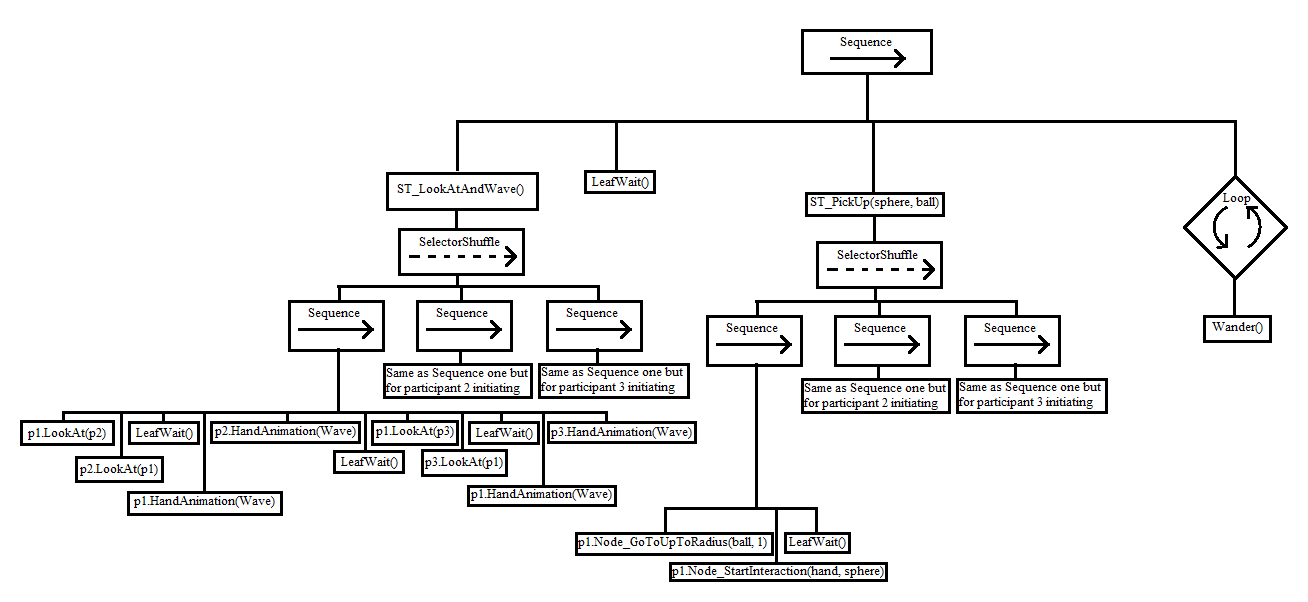 Sequence
ST_LookAtAndWave()
LeafWait()
ST_PickUp(sphere, ball)
Loop
SelectorShuffle
SelectorShuffle
Sequence
Sequence
Sequence
Sequence
Sequence
Sequence
Wander()
Same as Sequence one but
for participant 2 initiating
Same as Sequence one but
for participant 3 initiating
Same as Sequence one but
for participant 2 initiating
Same as Sequence one but
for participant 3 initiating
p1.LookAt(p2)
LeafWait()
p2.HandAnimation(Wave)
p1.LookAt(p3)
LeafWait()
p3.HandAnimation(Wave)
p2.LookAt(p1)
LeafWait()
p3.LookAt(p1)
p1.HandAnimation(Wave)
p1.HandAnimation(Wave)
p1.Node_GoToUpToRadius(ball, 1)
LeafWait()
p1.Node_StartInteraction(hand, sphere)